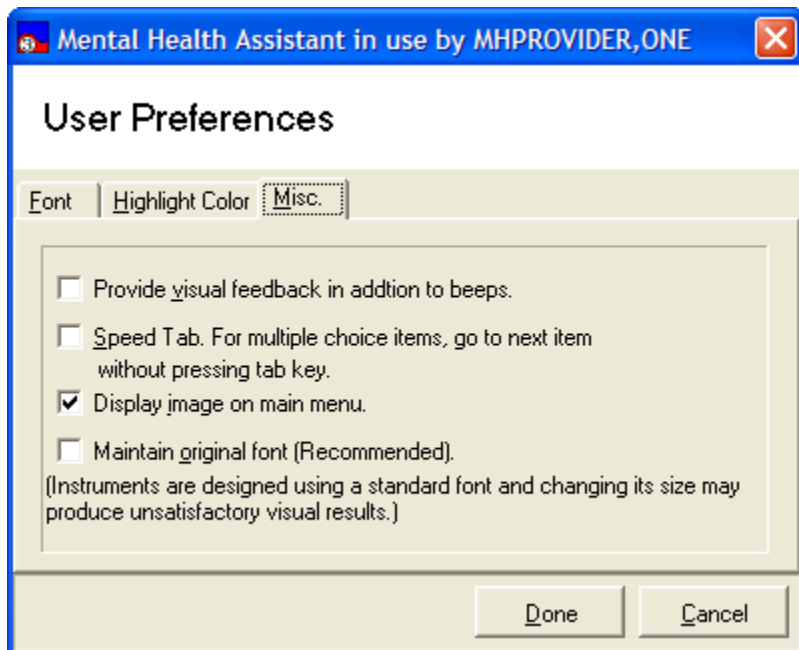 Mental Health Assistant in use by MHPROVIDER,ONE
User Preferences
Font Highlight Color Misc.
Provide visual feedback in addtion to beeps.
Speed Tab. For multiple choice items, go to next item
without pressing tab key.
Display image on main menu.
Maintain original font (Recommended).
(Instruments are designed using a standard font and changing its size may
produce unsatisfactory visual results.)
Done Cancel